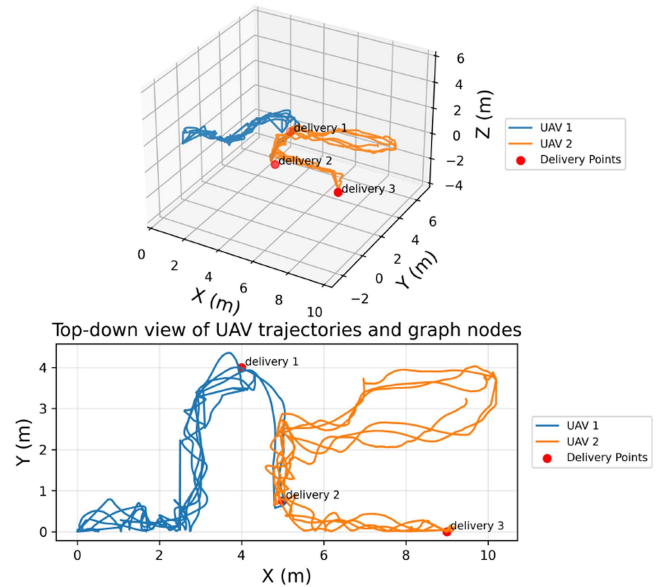 6
4
2
0
−2
−4
Z (m)
delivery 1
delivery 2
delivery 3
UAV 1
UAV 2
Delivery Points
0
2
4
6
8
10
X (m)
−2
0
2
4
6
Y (m)
Top-down view of UAV trajectories and graph nodes
4
3
2
1
0
Y (m)
delivery 1
delivery 2
delivery 3
UAV 1
UAV 2
Delivery Points
0
2
4
6
8
10
X (m)